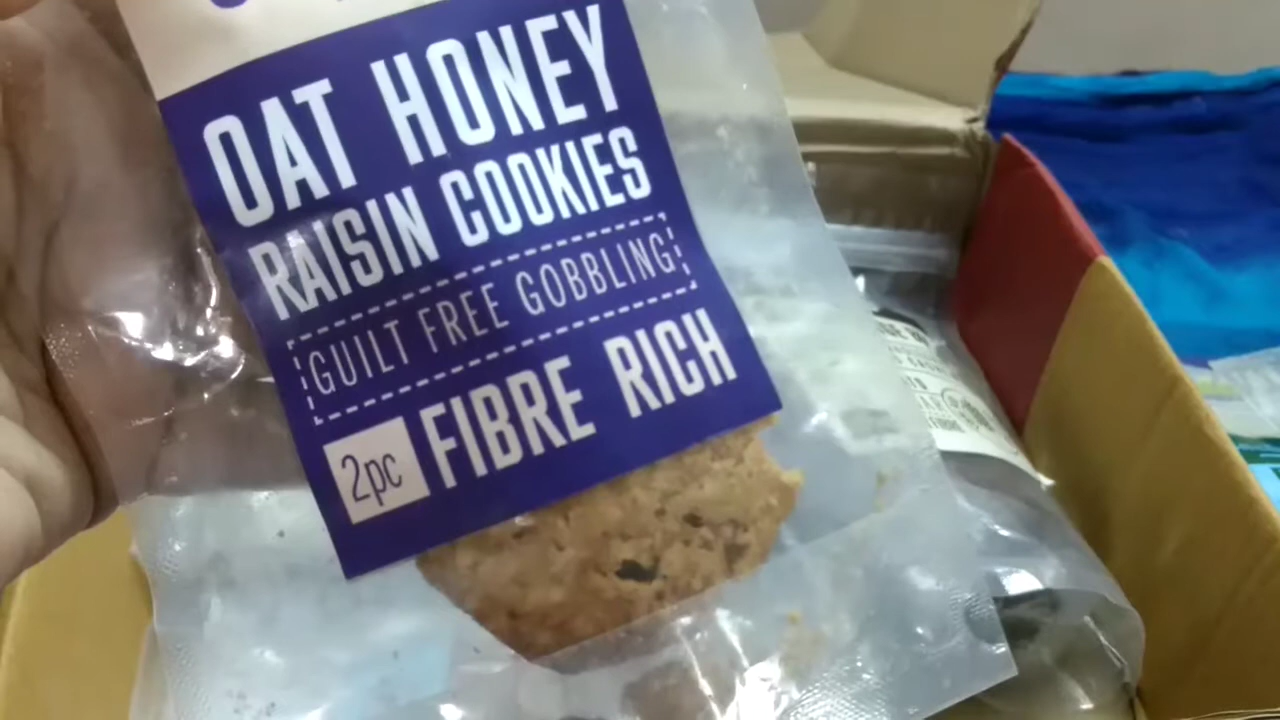 OAT HONEY
RAISIN COOKIES
GUILT FREE GOBBLING!
2pc FIBRE RICH